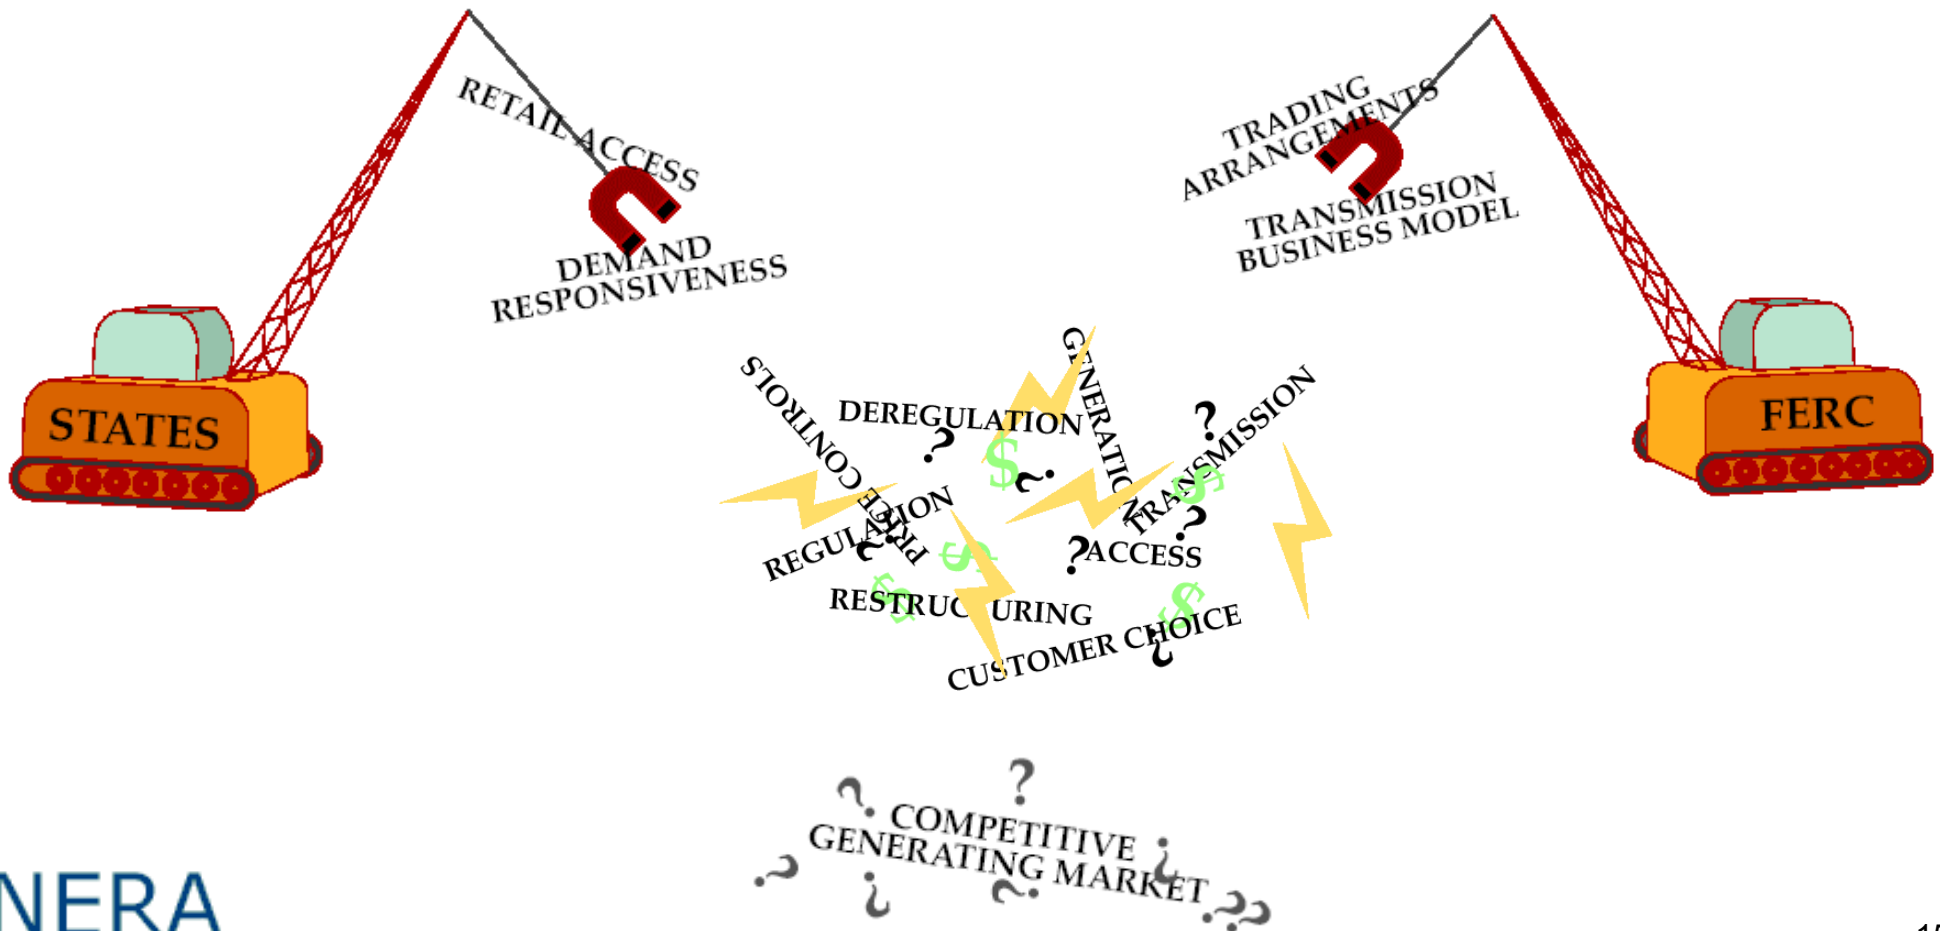 RETAIL ACCESS
DEMAND
RESPONSIVENESS
TRADING
ARRANGEMENTS
TRANSMISSION
BUSINESS MODEL
STATES
FERC
PRICE CONTROLS
DEREGULATION
GENERATION
TRANSMISSION
?
?
?
$
$
REGULATION
?
?
?
?
ACCESS
$
$
RESTRUCTURING
$
CUSTOMER CHOICE
?
?
?
COMPETITIVE
GENERATING MARKET
?
?
?
?
??
NERA